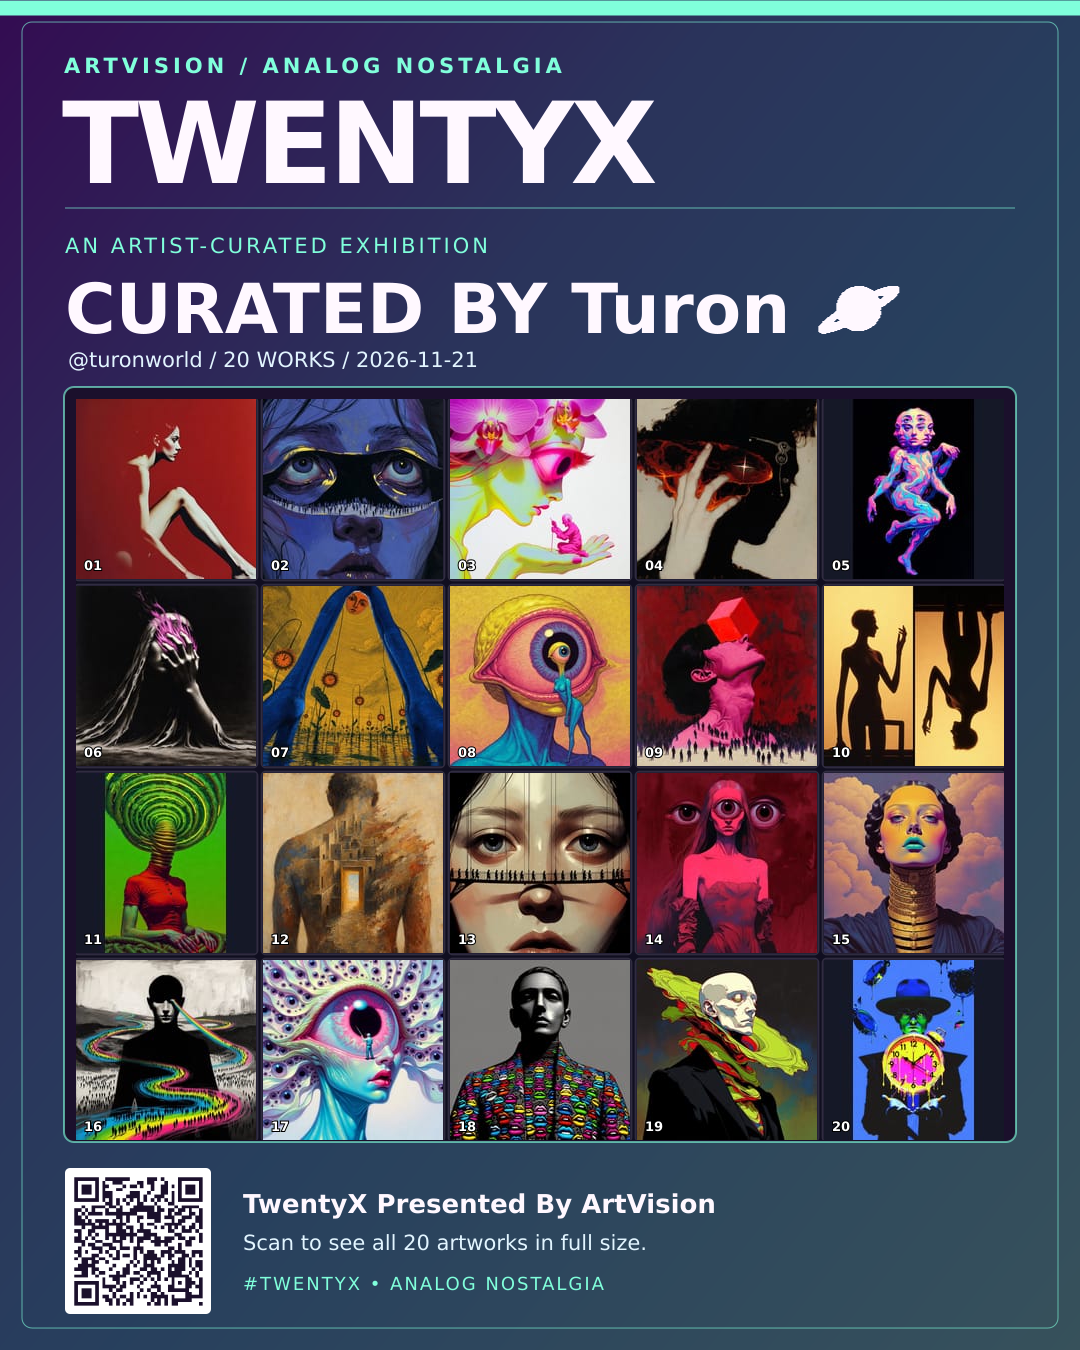 ARTVISION / ANALOG NOSTALGIA
TWENTYX
AN ARTIST-CURATED EXHIBITION
CURATED BY Turon 🪐
@turonworld / 20 WORKS / 2026-11-21
01 02 03 04 05
06 07 08 09 10
11 12 13 14 15
16 17 18 19 20
TwentyX Presented By ArtVision
Scan to see all 20 artworks in full size.
#TWENTYX • ANALOG NOSTALGIA